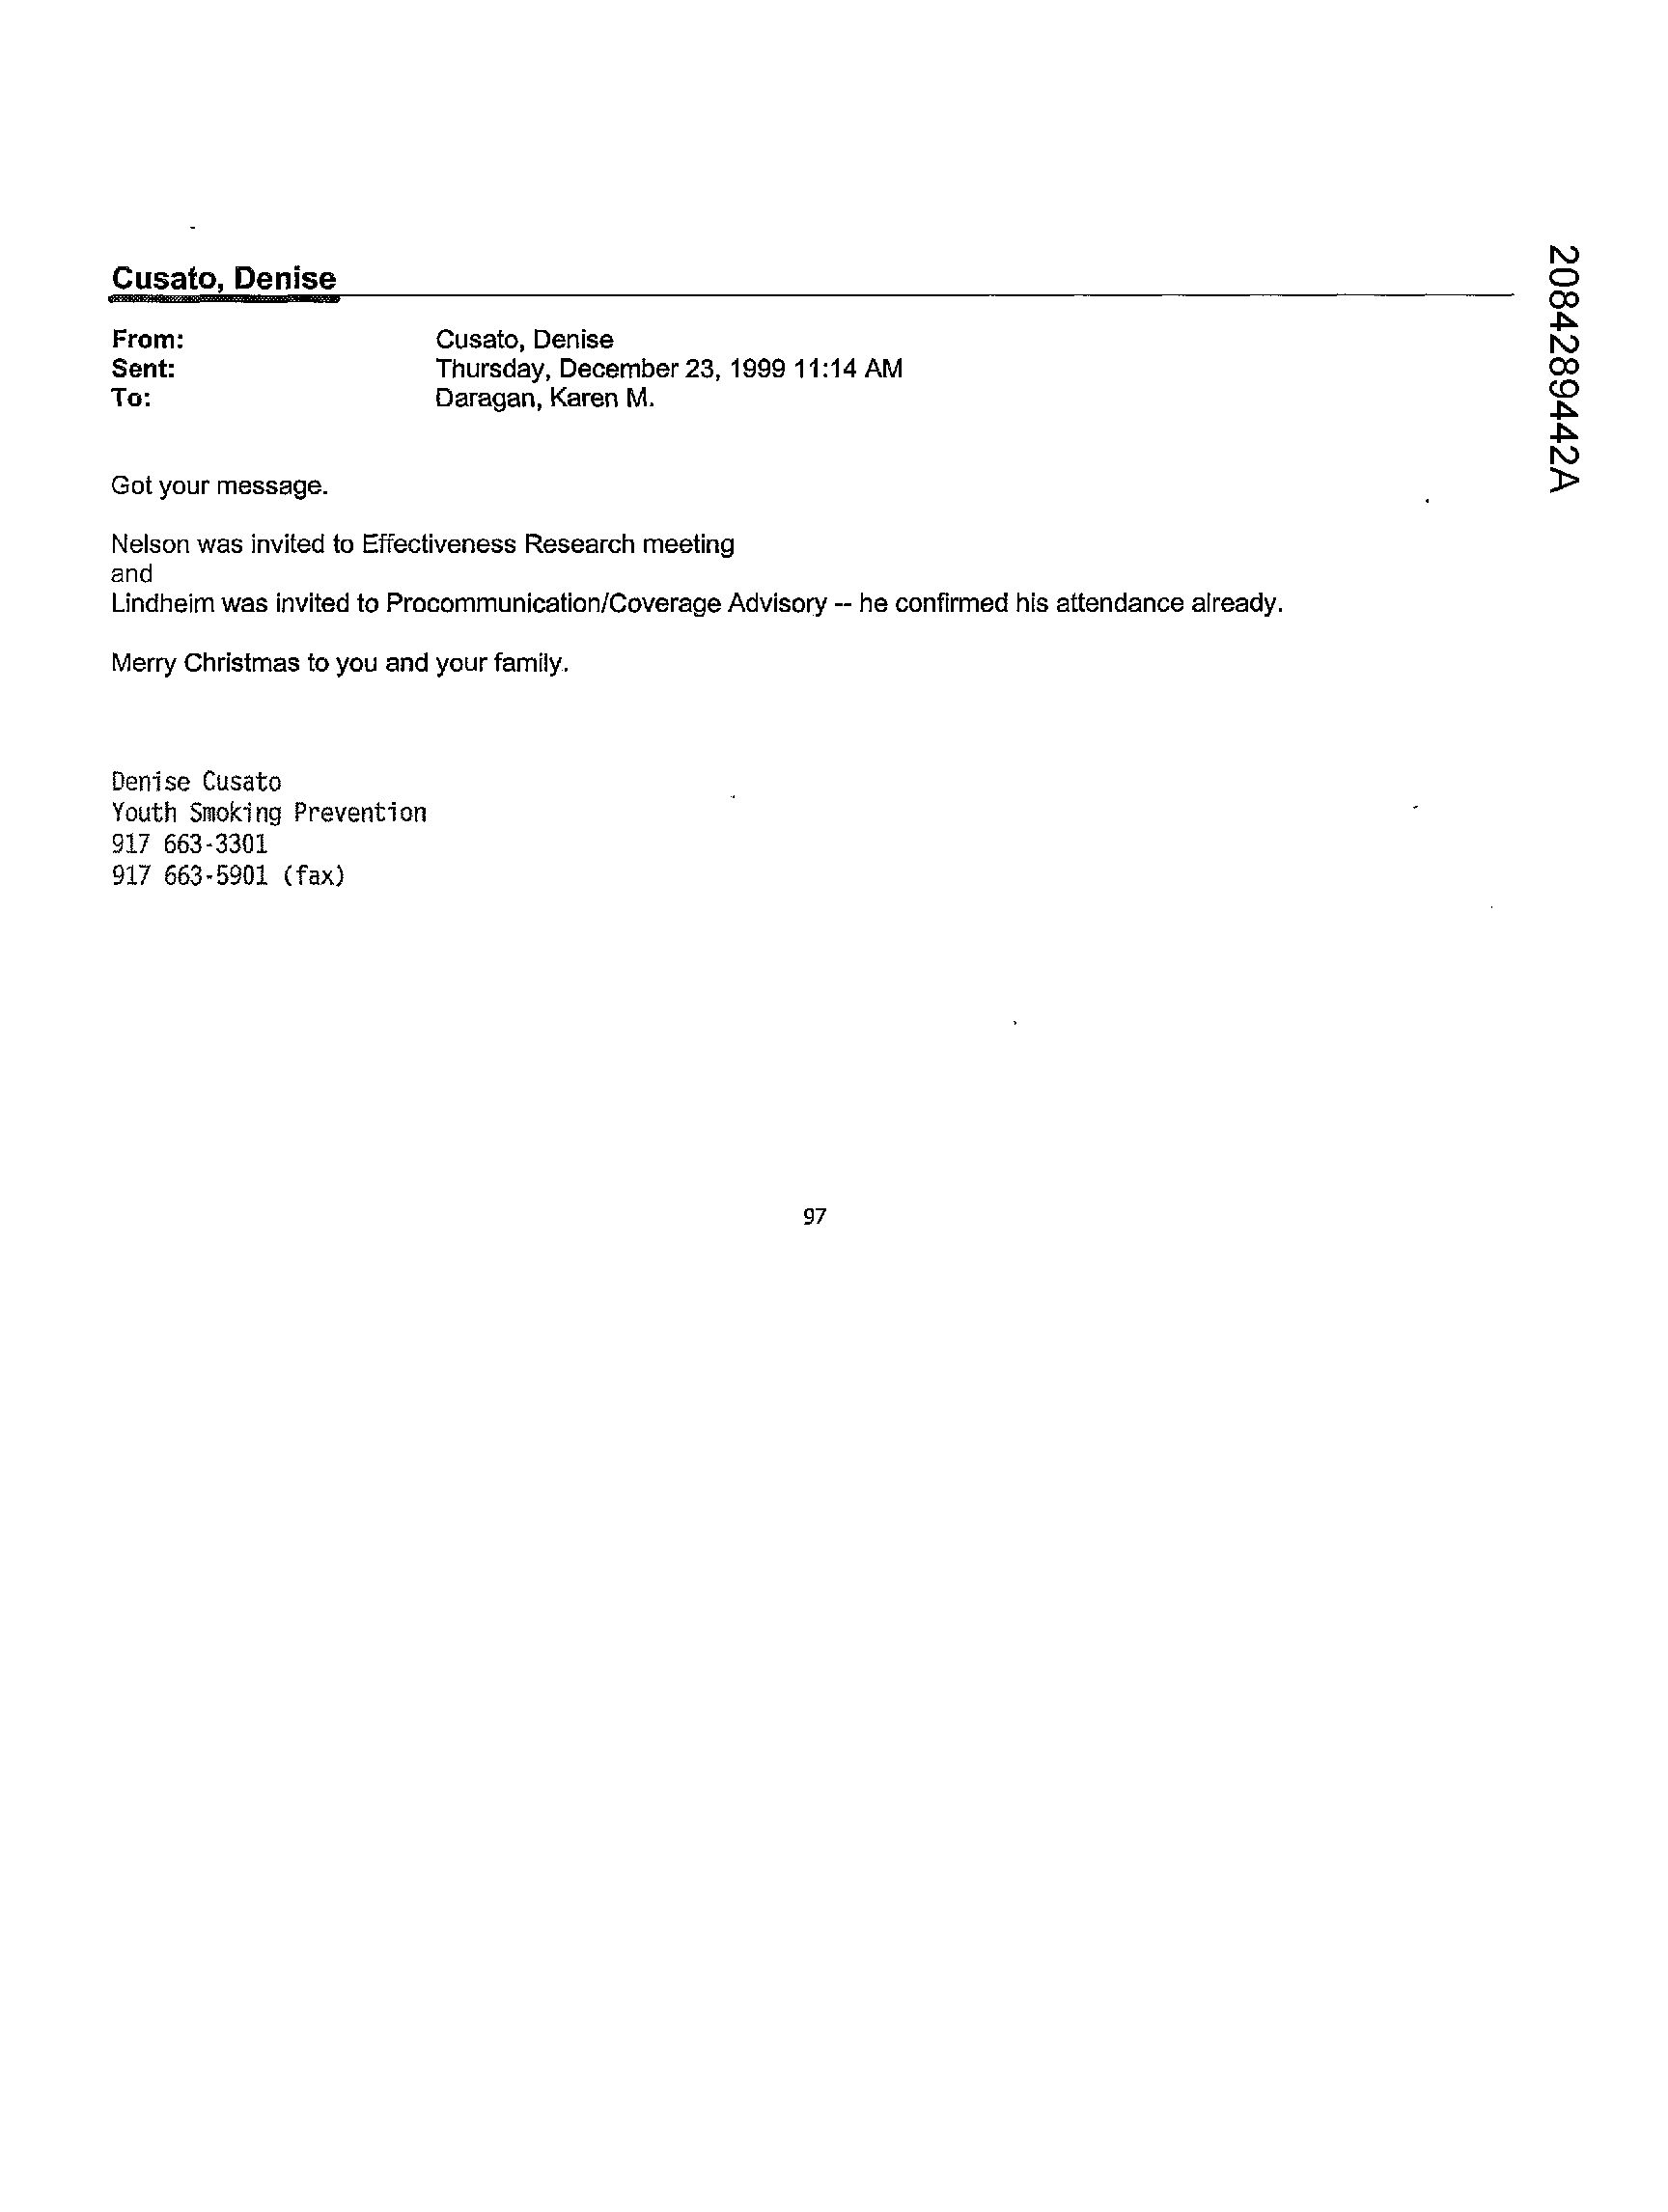 Cusato, Denise
From: Cusato, Denise
Sent: Thursday, December 23, 1999 11:14 AM
To: Daragan, Karen M.
Got your message.
Nelson was invited to Effectiveness Research meeting
and
Lindheim was invited to Procommunication/Coverage Advisory -- he confirmed his attendance already.
Merry Christmas to you and your family.
Denise Cusato
Youth Smoking Prevention
917 663-3301
917 663-5901 (fax)
97
2084289442A